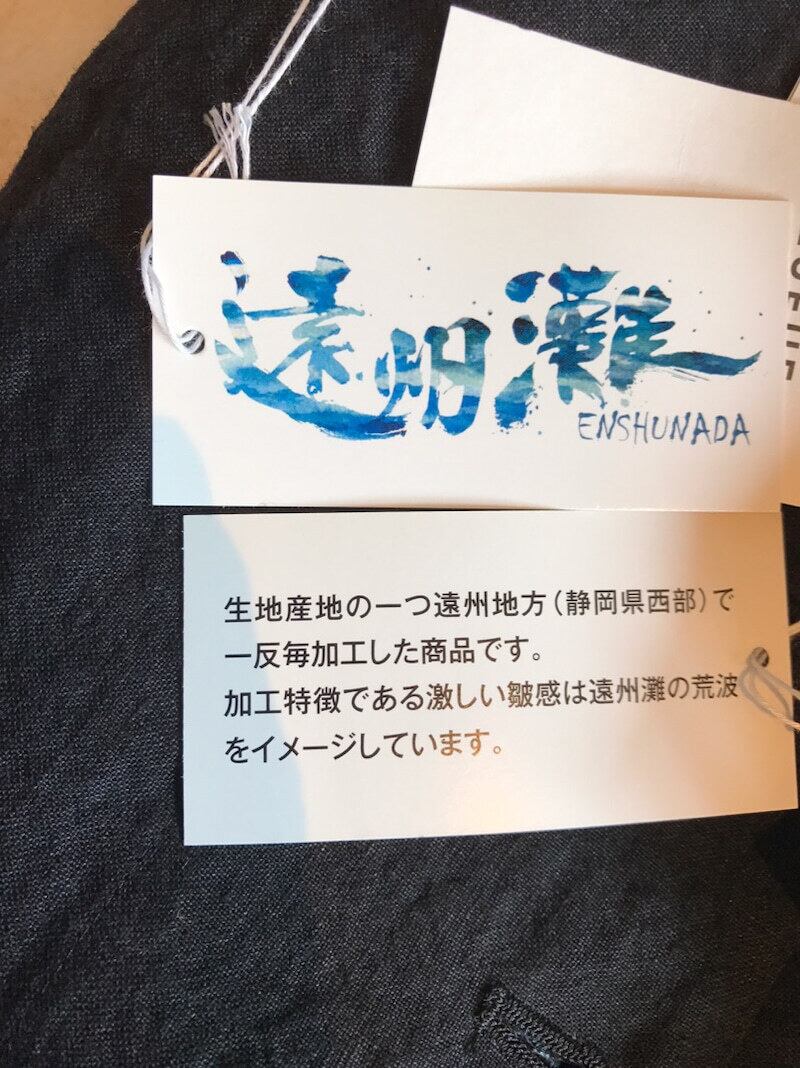 遠州灘
ENSHUNADA
生地産地の一つ遠州地方(静岡県西部)で
一反毎加工した商品です。
加工特徴である激しい皺感は遠州灘の荒波
をイメージしています。